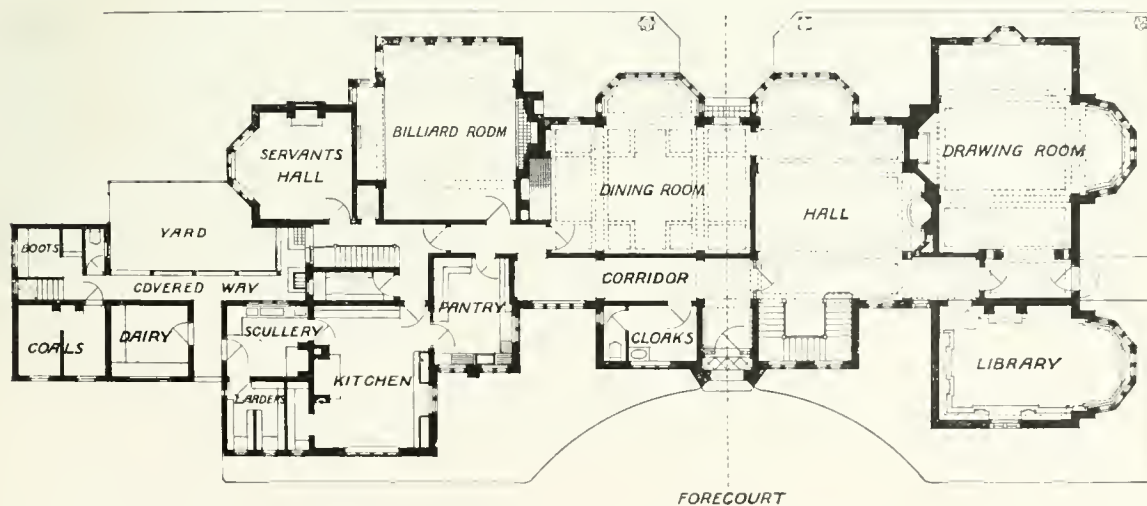 BILLIARD ROOM
SERVANTS
HALL
DRAWING ROOM
DINING ROOM
HALL
YARD
BOOTS
CORRIDOR
COVERED WAY
PANTRY
SCULLERY
CLOAKS
COALS
DAIRY
KITCHEN
LIBRARY
LARDERS
FORECOURT